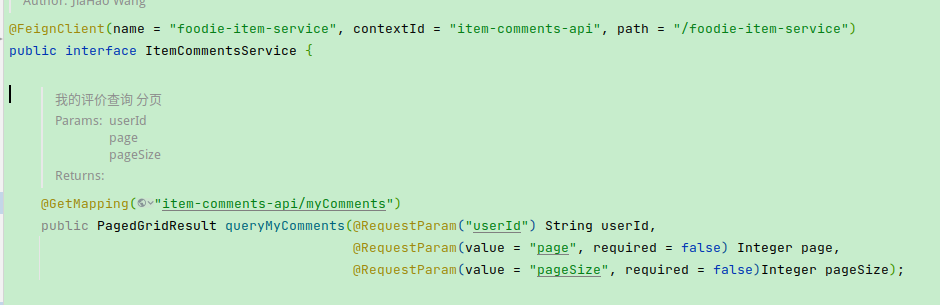 Author: JiaHao Wang
@FeignClient(name = "foodie-item-service", contextId = "item-comments-api", path = "/foodie-item-service")
public interface ItemCommentsService {
我的评价查询 分页
Params: userId
page
pageSize
Returns:
@GetMapping("item-comments-api/myComments")
public PagedGridResult queryMyComments(@RequestParam("userId") String userId,
@RequestParam(value = "page", required = false) Integer page,
@RequestParam(value = "pageSize", required = false)Integer pageSize);